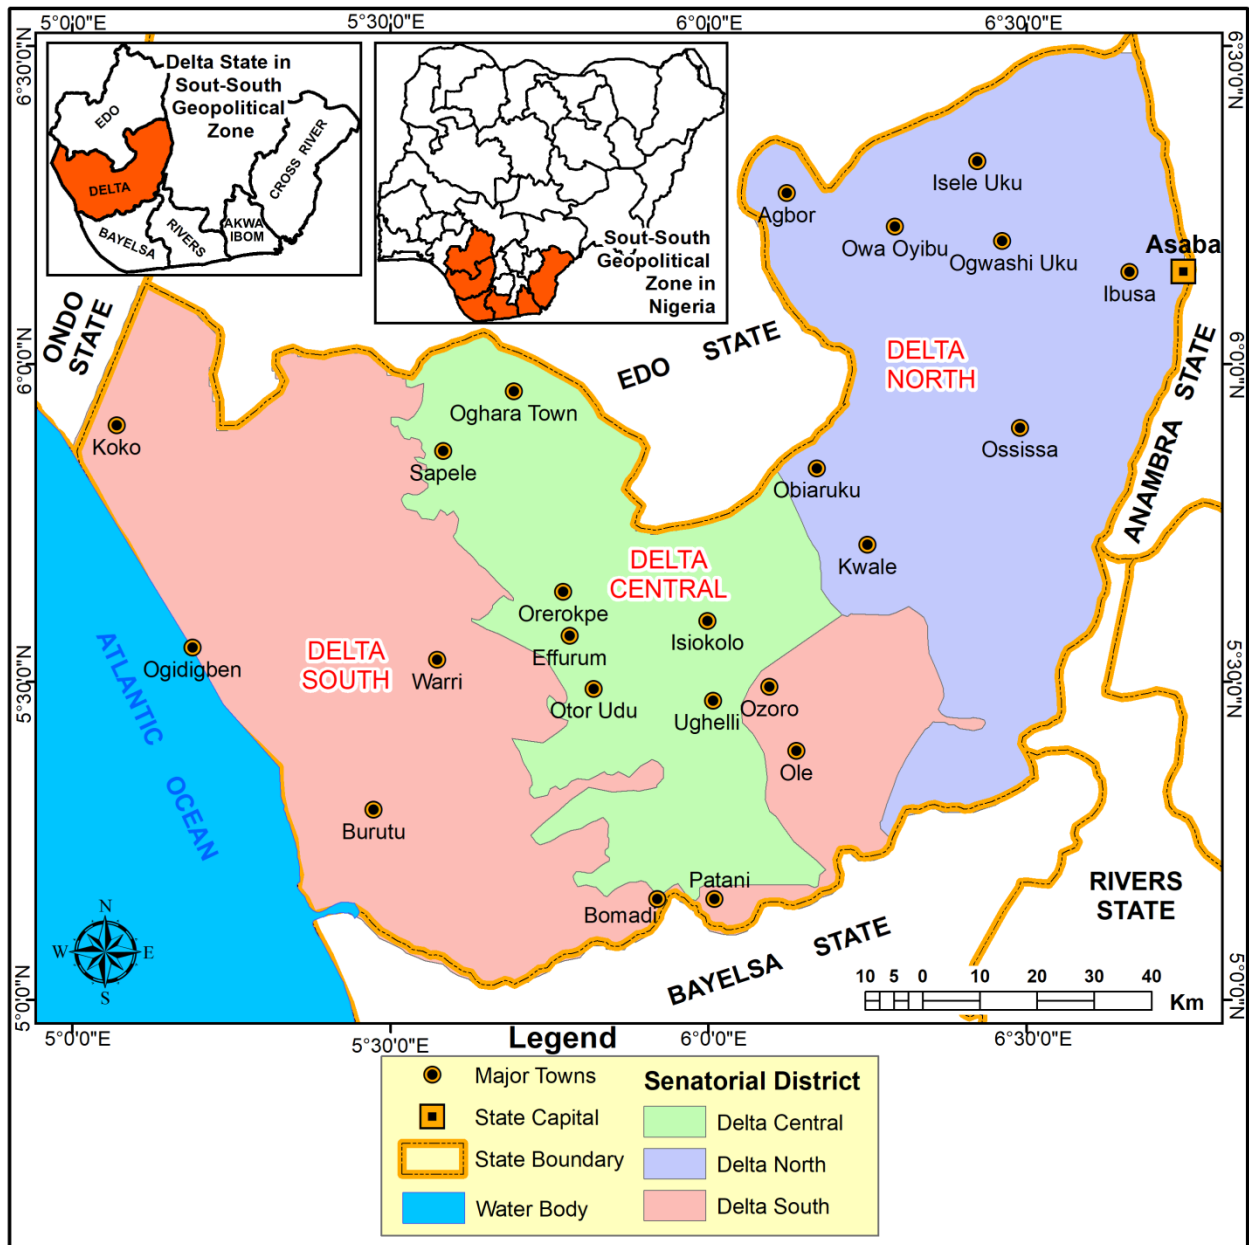 5°0'0"E
5°30'0"E
6°0'0"E
6°30'0"E
6°30'0"N
6°30'0"N
Delta State in
Sout-South
Geopolitical
Zone
EDO
DELTA
BAYELSA
RIVERS
AKWA
IBOM
CROSS RIVER
Sout-South
Geopolitical
Zone in
Nigeria
Isele Uku
Agbor
Owa Oyibu
Ogwashi Uku
Asaba
Ibusa
ONDO
STATE
EDO STATE
DELTA
NORTH
ANAMBRA STATE
6°0'0"N
6°0'0"N
Koko
Oghara Town
Sapele
Ossissa
Obiaruku
Kwale
DELTA
CENTRAL
Orerokpe
Effurum
Isiokolo
DELTA
SOUTH
Ogidigben
Warri
Otor Udu
Ughelli
Ozoro
Ole
5°30'0"N
5°30'0"N
ATLANTIC OCEAN
Burutu
Patani
Bomadi
BAYELSA STATE
RIVERS
STATE
N
W
E
S
10 5 0 10 20 30 40
Km
5°0'0"N
5°0'0"N
5°0'0"E
5°30'0"E
6°0'0"E
6°30'0"E
Legend
Major Towns
State Capital
State Boundary
Water Body
Senatorial District
Delta Central
Delta North
Delta South